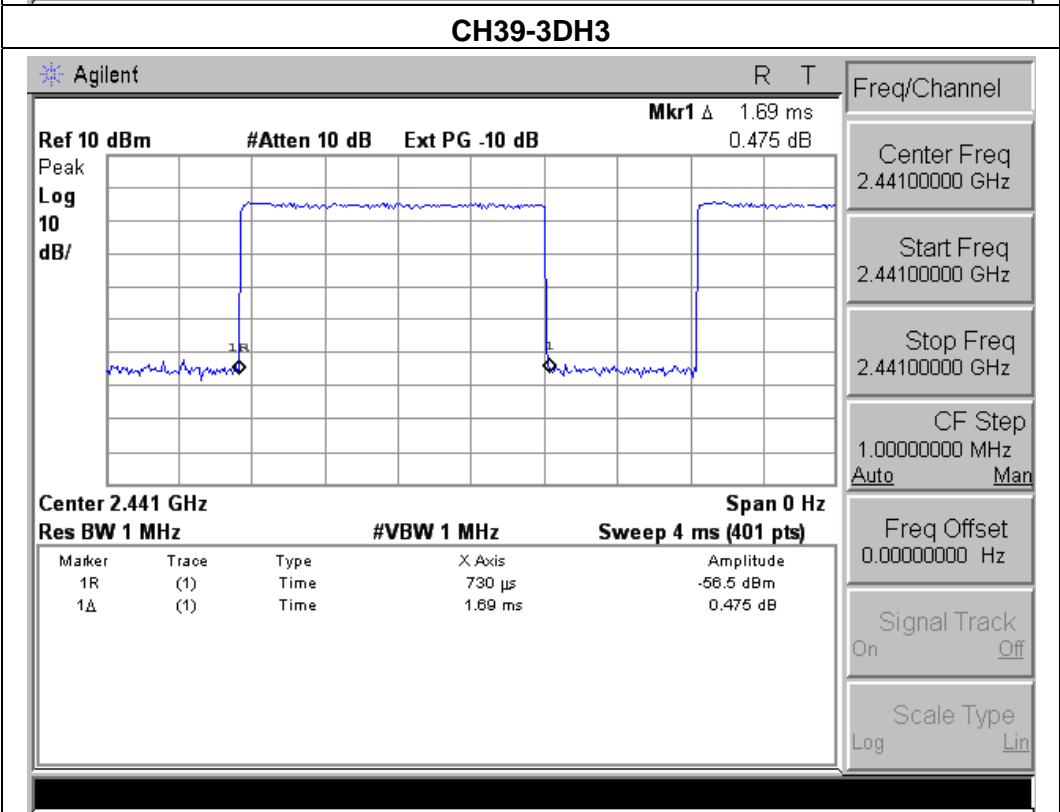 CH39-3DH3
Agilent R T
Mkr1 Δ 1.69 ms
Ref 10 dBm #Atten 10 dB Ext PG -10 dB 0.475 dB
Peak
Log
10
dB/
1R
1
Center 2.441 GHz Span 0 Hz
Res BW 1 MHz #VBW 1 MHz Sweep 4 ms (401 pts)
Marker Trace Type X Axis Amplitude
1R (1) Time 730 µs -56.5 dBm
1Δ (1) Time 1.69 ms 0.475 dB
Freq/Channel
Center Freq
2.44100000 GHz
Start Freq
2.44100000 GHz
Stop Freq
2.44100000 GHz
CF Step
1.00000000 MHz
Auto Man
Freq Offset
0.00000000 Hz
Signal Track
On Off
Scale Type
Log Lin